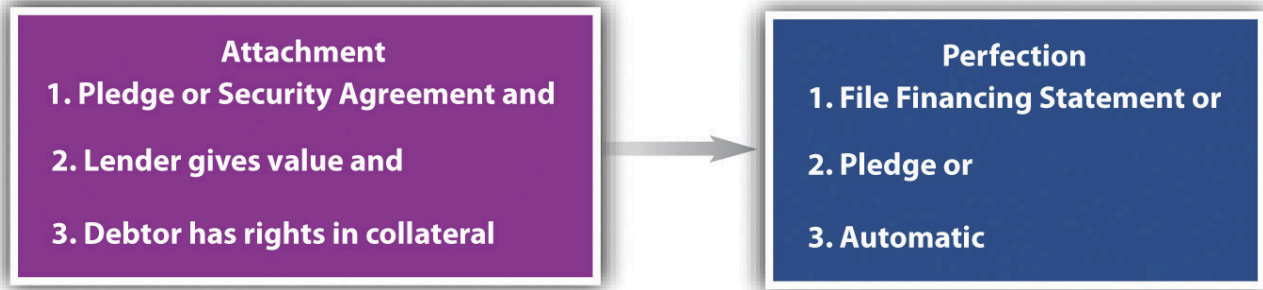 Attachment
1. Pledge or Security Agreement and
2. Lender gives value and
3. Debtor has rights in collateral
Perfection
1. File Financing Statement or
2. Pledge or
3. Automatic